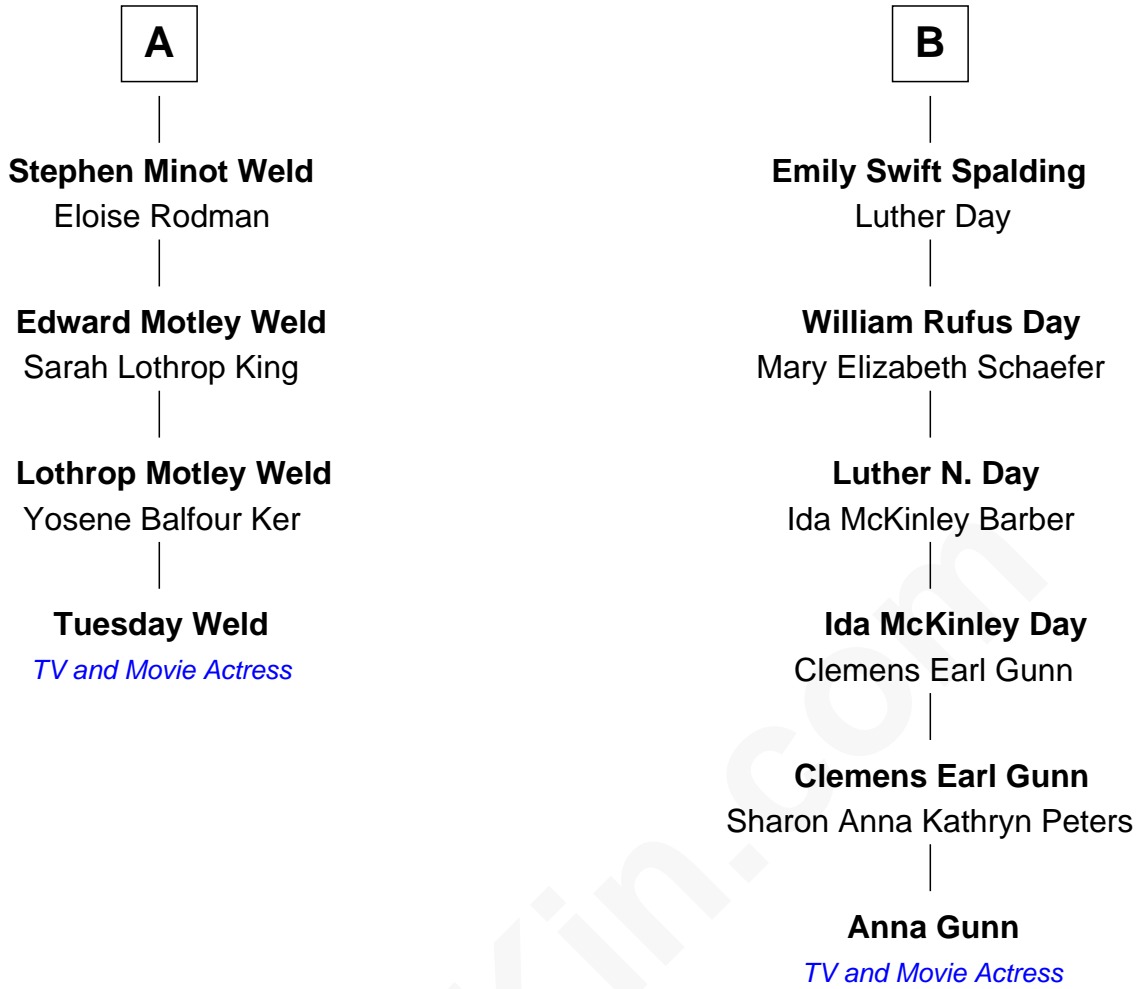 A
Stephen Minot Weld
Eloise Rodman
Edward Motley Weld
Sarah Lothrop King
Lothrop Motley Weld
Yosene Balfour Ker
Tuesday Weld
TV and Movie Actress
B
Emily Swift Spalding
Luther Day
William Rufus Day
Mary Elizabeth Schaefer
Luther N. Day
Ida McKinley Barber
Ida McKinley Day
Clemens Earl Gunn
Clemens Earl Gunn
Sharon Anna Kathryn Peters
Anna Gunn
TV and Movie Actress
Kin.com